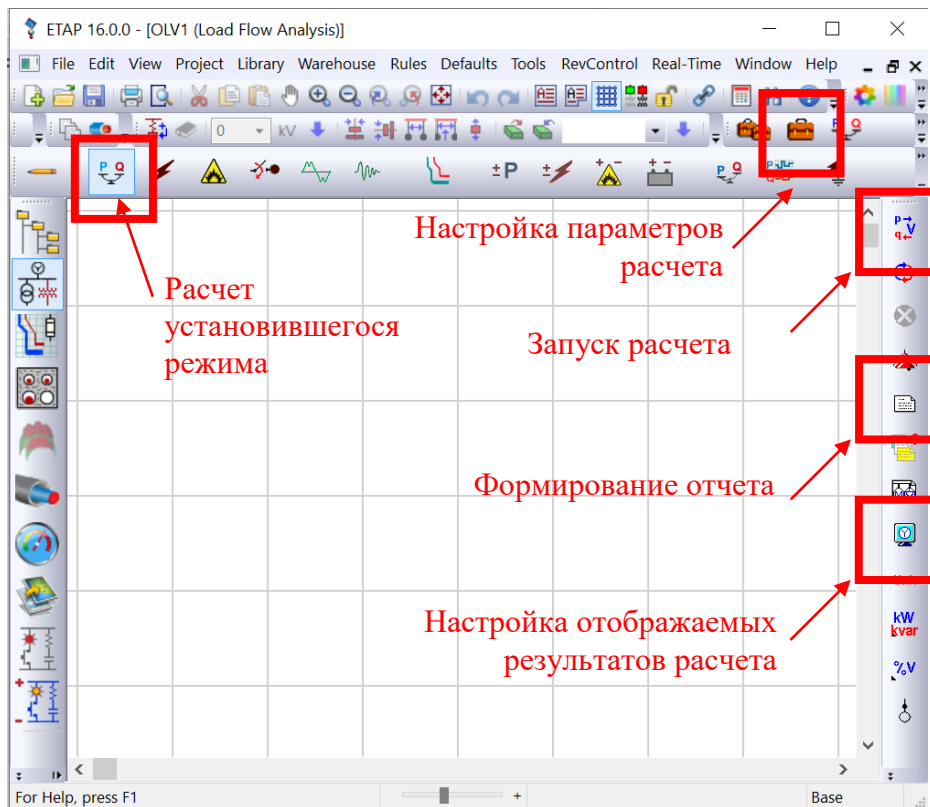 ETAP 16.0.0 - [OLV1 (Load Flow Analysis)]
File Edit View Project Library Warehouse Rules Defaults Tools RevControl Real-Time Window Help
0 kV
P Q
P Q
±P
P Q
Настройка параметров
расчета
P V
q
Расчет
установившегося
режима
Запуск расчета
Формирование отчета
Настройка отображаемых
результатов расчета
kW
kvar
%V
For Help, press F1
Base